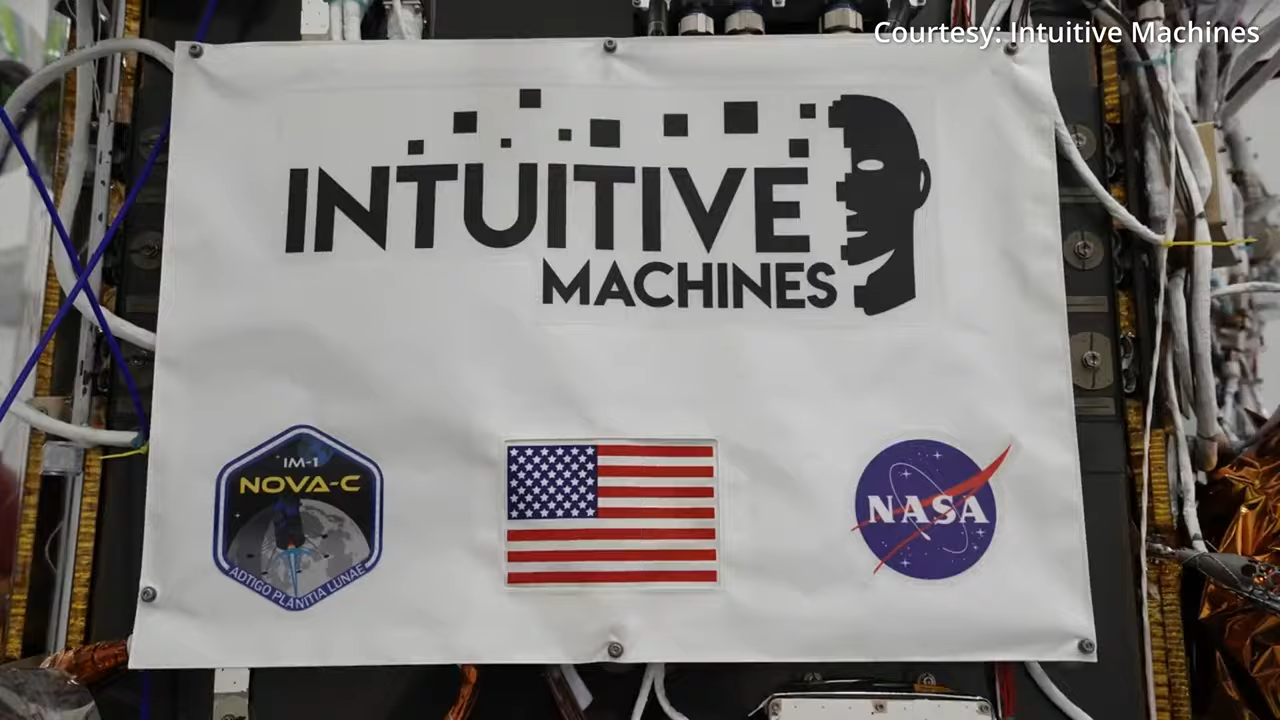 Courtesy: Intuitive Machines
INTUITIVE
MACHINES
IM-1
NOVA-C
ADTIGO PLANITIA LUNAE
NASA